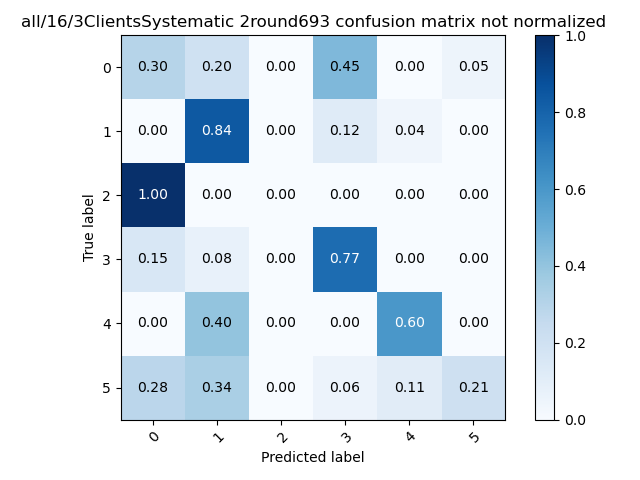 all/16/3ClientsSystematic 2round693 confusion matrix not normalized
1.0
0 0.30 0.20 0.00 0.45 0.00 0.05
1 0.00 0.84 0.00 0.12 0.04 0.00
0.8
2 1.00 0.00 0.00 0.00 0.00 0.00
0.6
True label
3 0.15 0.08 0.00 0.77 0.00 0.00
0.4
4 0.00 0.40 0.00 0.00 0.60 0.00
0.2
5 0.28 0.34 0.00 0.06 0.11 0.21
0.0
0 1 2 3 4 5
Predicted label